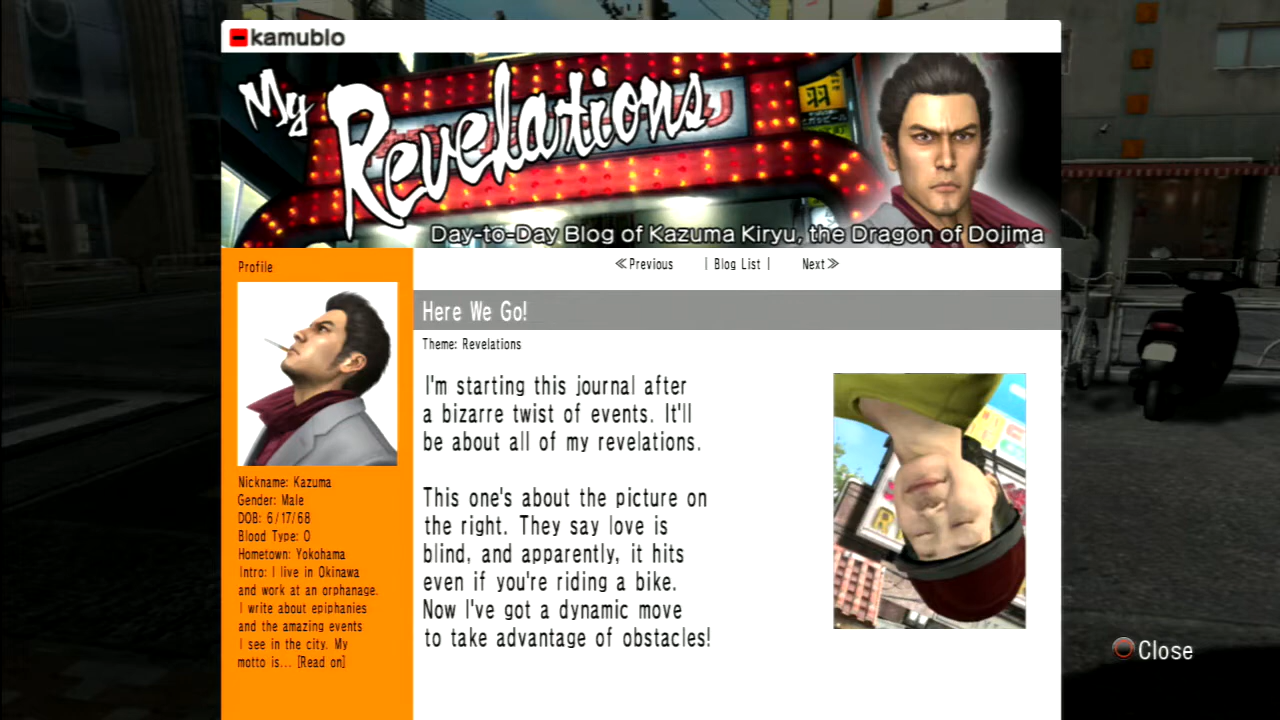 kamublo
My Revelations
Day-to-Day Blog of Kazuma Kiryu, the Dragon of Dojima
Profile
≪Previous | Blog List | Next≫
Here We Go!
Theme: Revelations
I'm starting this journal after
a bizarre twist of events. It'll
be about all of my revelations.
This one's about the picture on
the right. They say love is
blind, and apparently, it hits
even if you're riding a bike.
Now I've got a dynamic move
to take advantage of obstacles!
Nickname: Kazuma
Gender: Male
DOB: 6/17/68
Blood Type: O
Hometown: Yokohama
Intro: I live in Okinawa
and work at an orphanage.
I write about epiphanies
and the amazing events
I see in the city. My
motto is... [Read on]
Close